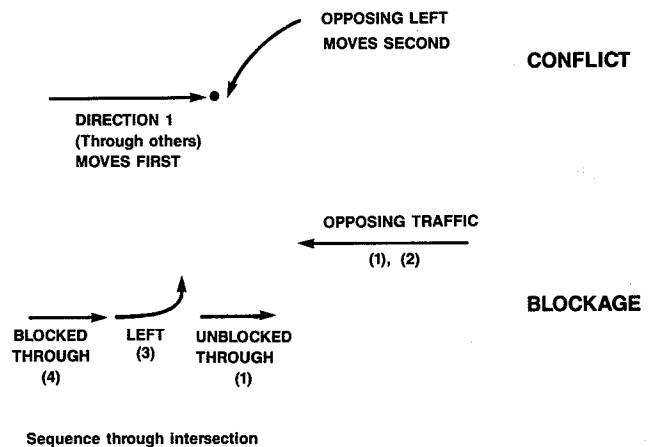 OPPOSING LEFT
MOVES SECOND
CONFLICT
DIRECTION 1
(Through others)
MOVES FIRST
OPPOSING TRAFFIC
(1), (2)
BLOCKAGE
BLOCKED
THROUGH
(4)
LEFT
(3)
UNBLOCKED
THROUGH
(1)
Sequence through intersection